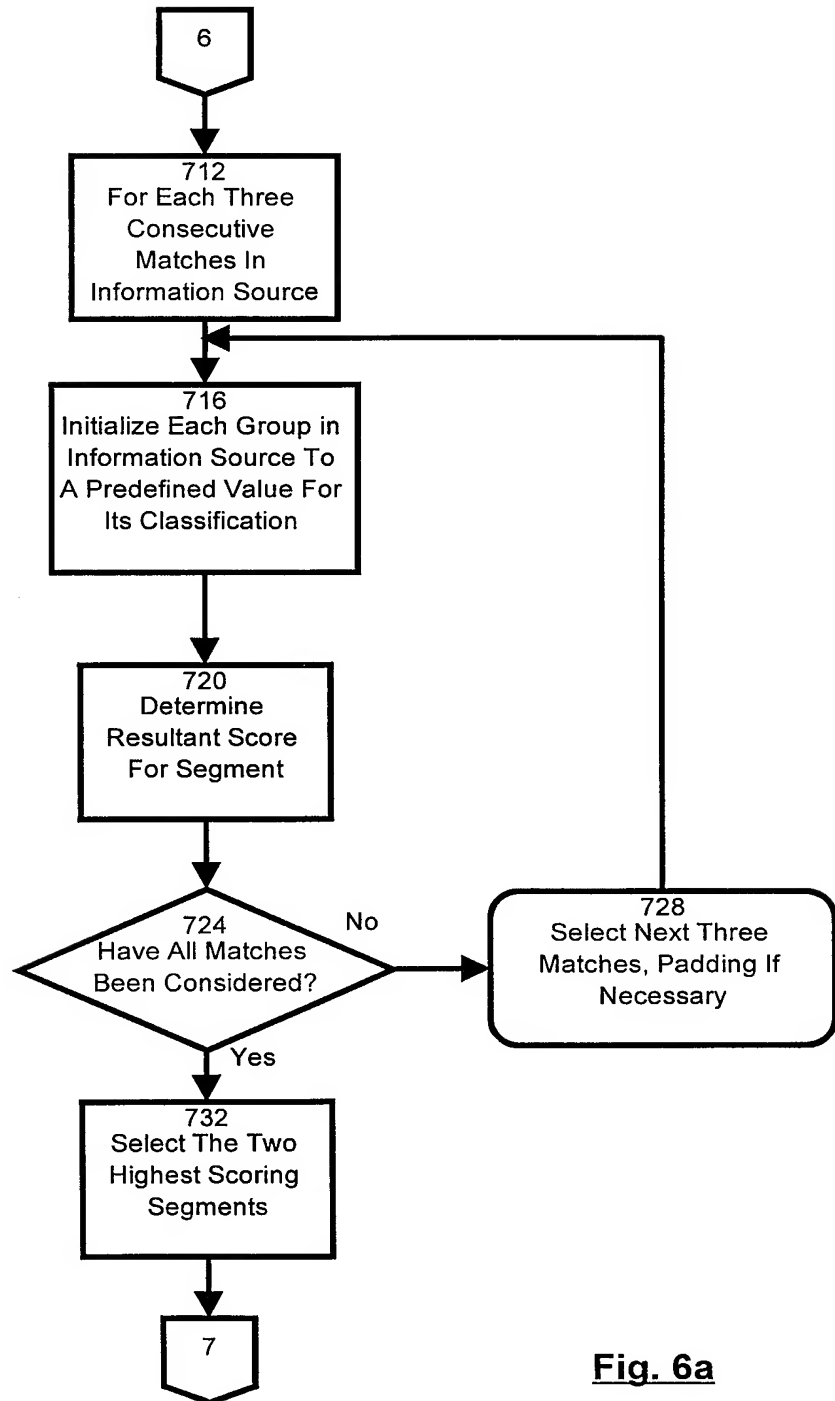 6
712
For Each Three
Consecutive
Matches In
Information Source
716
Initialize Each Group in
Information Source To
A Predefined Value For
Its Classification
720
Determine
Resultant Score
For Segment
724
Have All Matches
Been Considered?
No
728
Select Next Three
Matches, Padding If
Necessary
Yes
732
Select The Two
Highest Scoring
Segments
7
Fig. 6a